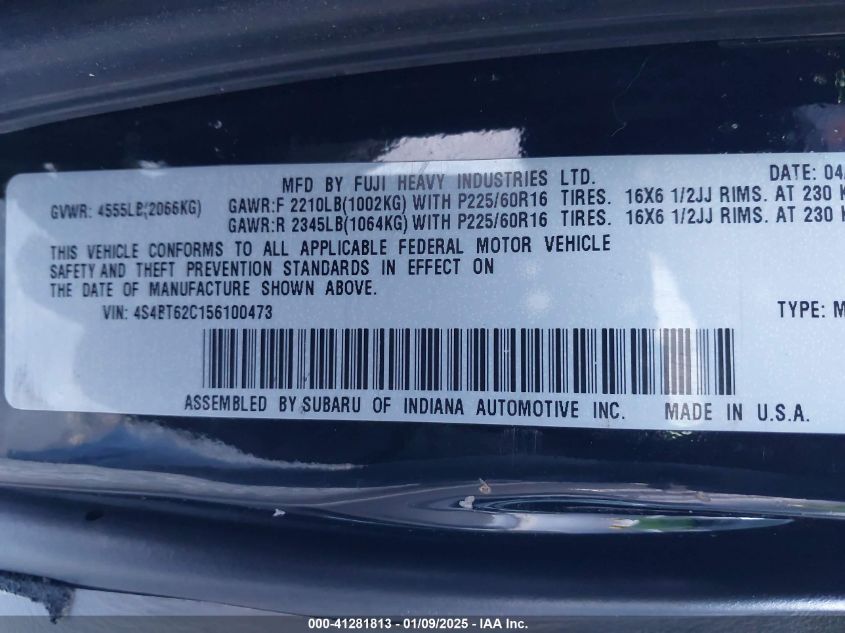 MFD BY FUJI HEAVY INDUSTRIES LTD. DATE: 04
GVWR: 4555LB(2066KG) GAWR:F 2210LB(1002KG) WITH P225/60R16 TIRES. 16X6 1/2JJ RIMS. AT 230
GAWR:R 2345LB(1064KG) WITH P225/60R16 TIRES. 16X6 1/2JJ RIMS. AT 230
THIS VEHICLE CONFORMS TO ALL APPLICABLE FEDERAL MOTOR VEHICLE
SAFETY AND THEFT PREVENTION STANDARDS IN EFFECT ON
THE DATE OF MANUFACTURE SHOWN ABOVE.
VIN: 4S4BT62C156100473 TYPE: M
ASSEMBLED BY SUBARU OF INDIANA AUTOMOTIVE INC. MADE IN U.S.A.
000-41281813 - 01/09/2025 - IAA Inc.